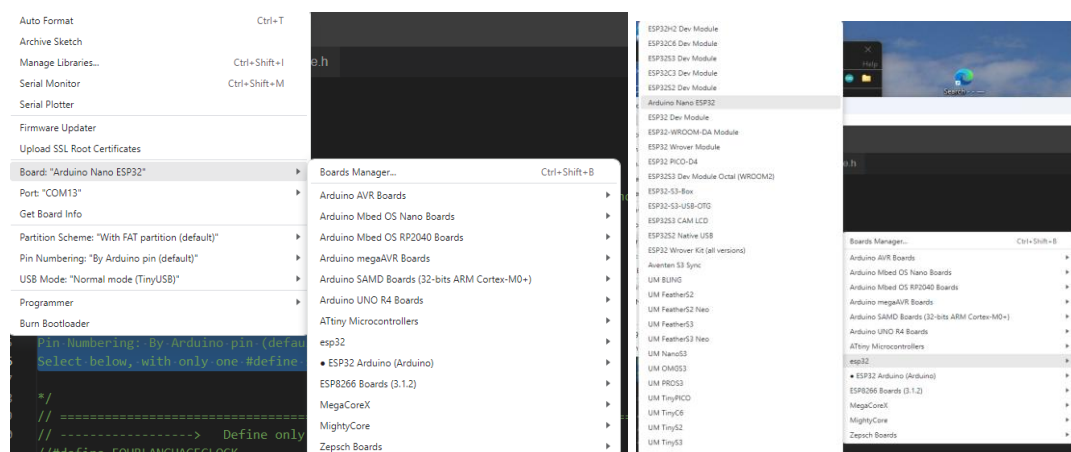 Auto Format Ctrl+T
Archive Sketch
Manage Libraries... Ctrl+Shift+I
Serial Monitor Ctrl+Shift+M
Serial Plotter
Firmware Updater
Upload SSL Root Certificates
Board: "Arduino Nano ESP32"
Port: "COM13"
Get Board Info
Partition Scheme: "With FAT partition (default)"
Pin Numbering: "By Arduino pin (default)"
USB Mode: "Normal mode (TinyUSB)"
Programmer
Burn Bootloader
e.h
Boards Manager... Ctrl+Shift+B
Arduino AVR Boards
Arduino Mbed OS Nano Boards
Arduino Mbed OS RP2040 Boards
Arduino megaAVR Boards
Arduino SAMD Boards (32-bits ARM Cortex-M0+)
Arduino UNO R4 Boards
ATtiny Microcontrollers
esp32
● ESP32 Arduino (Arduino)
ESP8266 Boards (3.1.2)
MegaCoreX
MightyCore
Zepsch Boards
Pin Numbering: By Arduino pin (defau
Select below, with only one #define
*/
// ----------------> Define only
ESP32H2 Dev Module
ESP32C6 Dev Module
ESP32S3 Dev Module
ESP32C3 Dev Module
ESP32S2 Dev Module
Arduino Nano ESP32
ESP32 Dev Module
ESP32-WROOM-DA Module
ESP32 Wrover Module
ESP32 PICO-D4
ESP32S3 Dev Module Octal (WROOM2)
ESP32-S3-Box
ESP32-S3-USB-OTG
ESP32S3 CAM LCD
ESP32S2 Native USB
ESP32 Wrover Kit (all versions)
Aventen S3 Sync
UM BLING
UM FeatherS2
UM FeatherS2 Neo
UM FeatherS3
UM FeatherS3 Neo
UM NanoS3
UM OMGS3
UM PROS3
UM TinyPICO
UM TinyC6
UM TinyS2
UM TinyS3
Help
Search
e.h
Boards Manager... Ctrl+Shift+B
Arduino AVR Boards
Arduino Mbed OS Nano Boards
Arduino Mbed OS RP2040 Boards
Arduino megaAVR Boards
Arduino SAMD Boards (32-bits ARM Cortex-M0+)
Arduino UNO R4 Boards
ATtiny Microcontrollers
esp32
● ESP32 Arduino (Arduino)
ESP8266 Boards (3.1.2)
MegaCoreX
MightyCore
Zepsch Boards